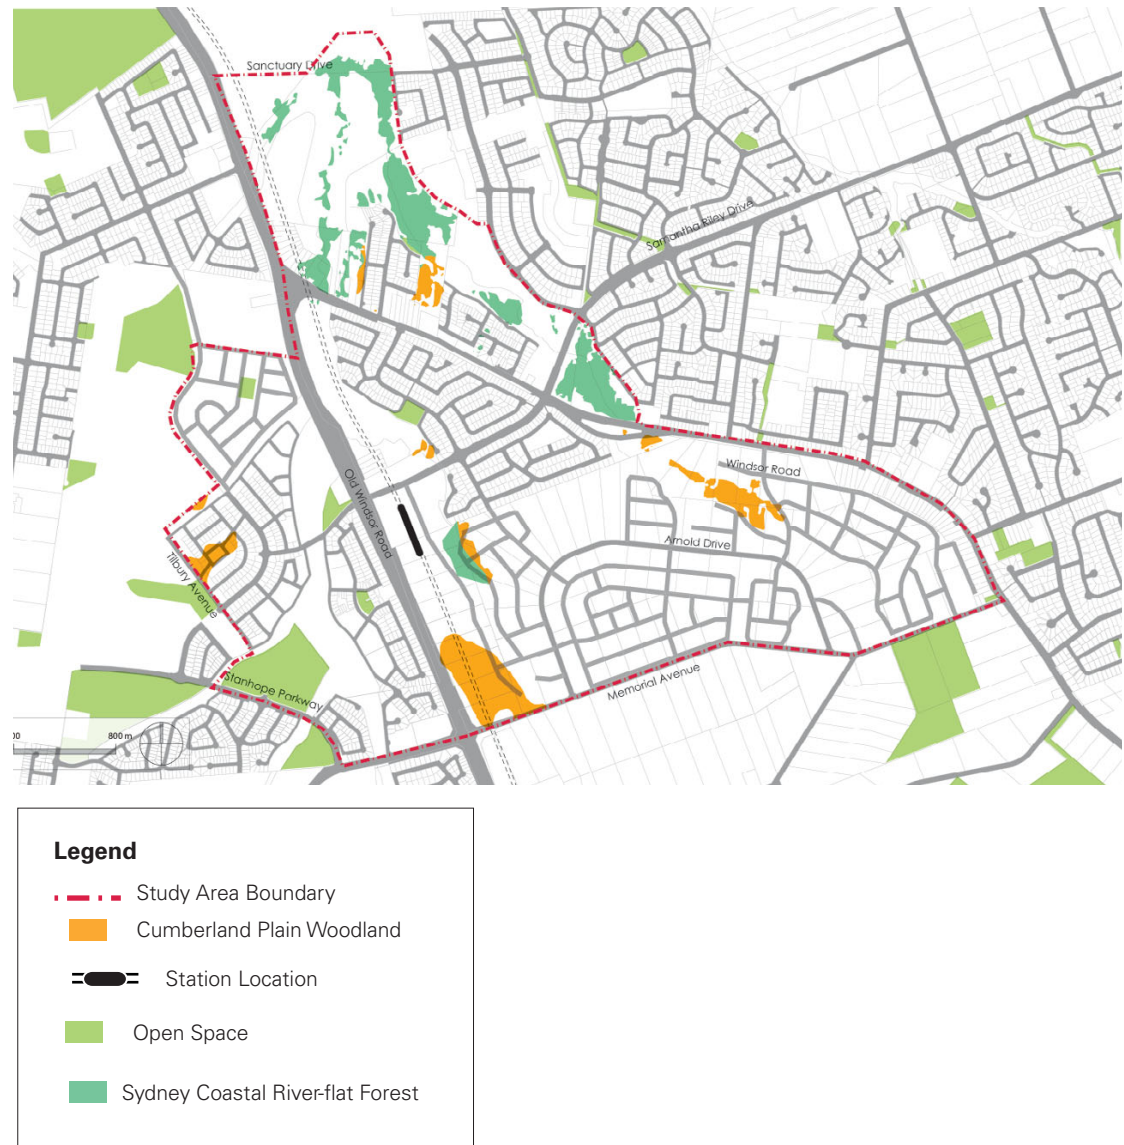 Sanctuary Drive
Samantha Riley Drive
Windsor Road
Old Windsor Road
Arnold Drive
Tilbury Avenue
Memorial Avenue
Stanhope Parkway
00
800 m
Legend
Study Area Boundary
Cumberland Plain Woodland
Station Location
Open Space
Sydney Coastal River-flat Forest